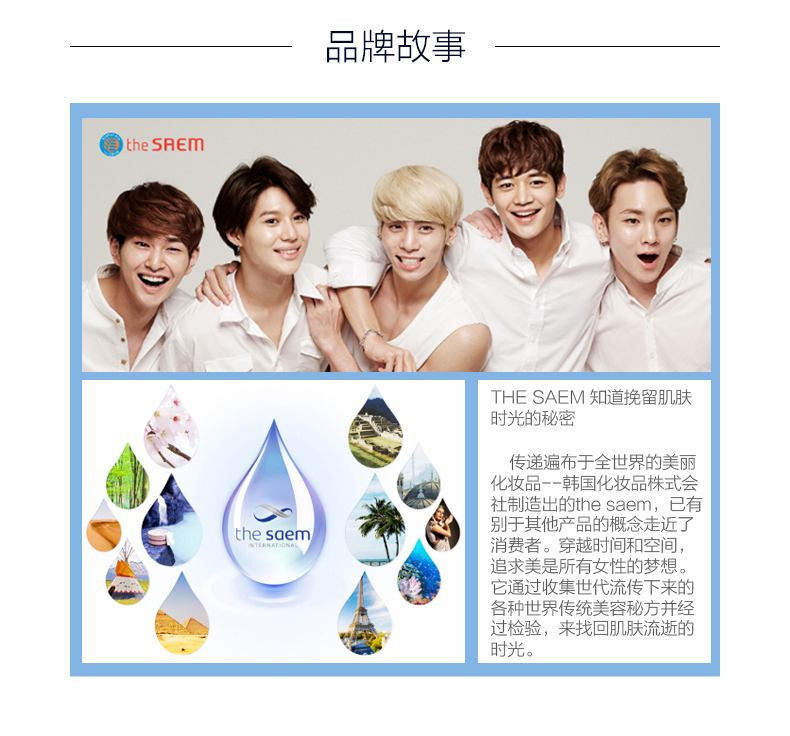 品牌故事
the SAEM
the saem
INTERNATIONAL
THE SAEM 知道挽留肌肤
时光的秘密
传递遍布于全世界的美丽
化妆品--韩国化妆品株式会
社制造出的the saem，已有
别于其他产品的概念走近了
消费者。穿越时间和空间，
追求美是所有女性的梦想。
它通过收集世代流传下来的
各种世界传统美容秘方并经
过检验，来找回肌肤流逝的
时光。